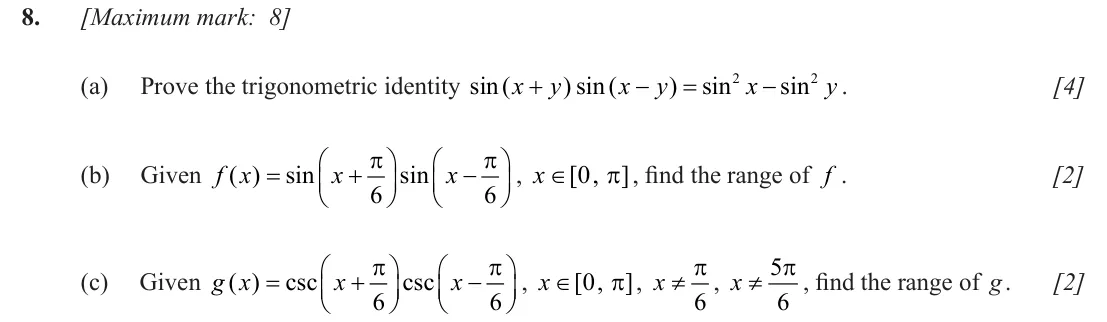 8. [Maximum mark: 8]
(a) Prove the trigonometric identity sin(x + y) sin(x − y) = sin² x − sin² y. [4]
(b) Given f(x) = sin(x + π/6) sin(x − π/6), x ∈ [0, π], find the range of f. [2]
(c) Given g(x) = csc(x + π/6) csc(x − π/6), x ∈ [0, π], x ≠ π/6, x ≠ 5π/6, find the range of g. [2]